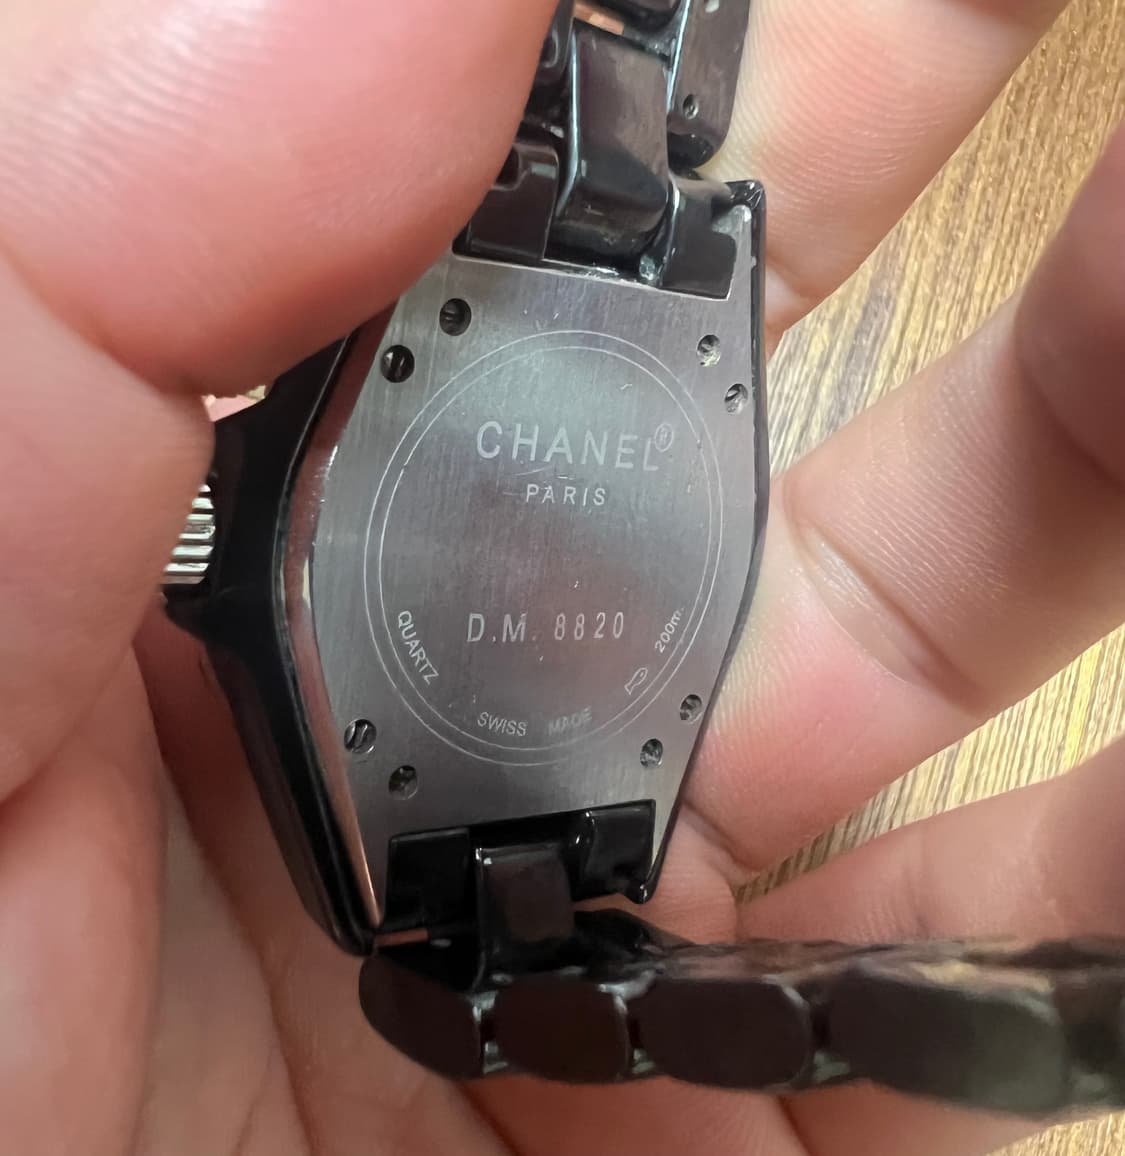 CHANEL®
PARIS
D.M. 8820
QUARTZ
SWISS MADE
200m.